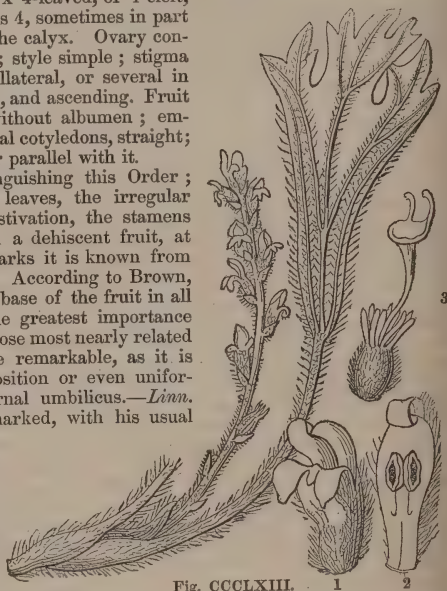 x 4-leaved, or 4-cleft,
s 4, sometimes in part
he calyx. Ovary con-
; style simple; stigma
llateral, or several in
, and ascending. Fruit
ithout albumen; em-
al cotyledons, straight;
r parallel with it.
nguishing this Order;
leaves, the irregular
stivation, the stamens
a dehiscent fruit, at
arks it is known from
According to Brown,
base of the fruit in all
e greatest importance
ose most nearly related
e remarkable, as it is
osition or even unifor-
rnal umbilicus.—Linn.
narked, with his usual
3
1
2
Fig. CCCLXIII.